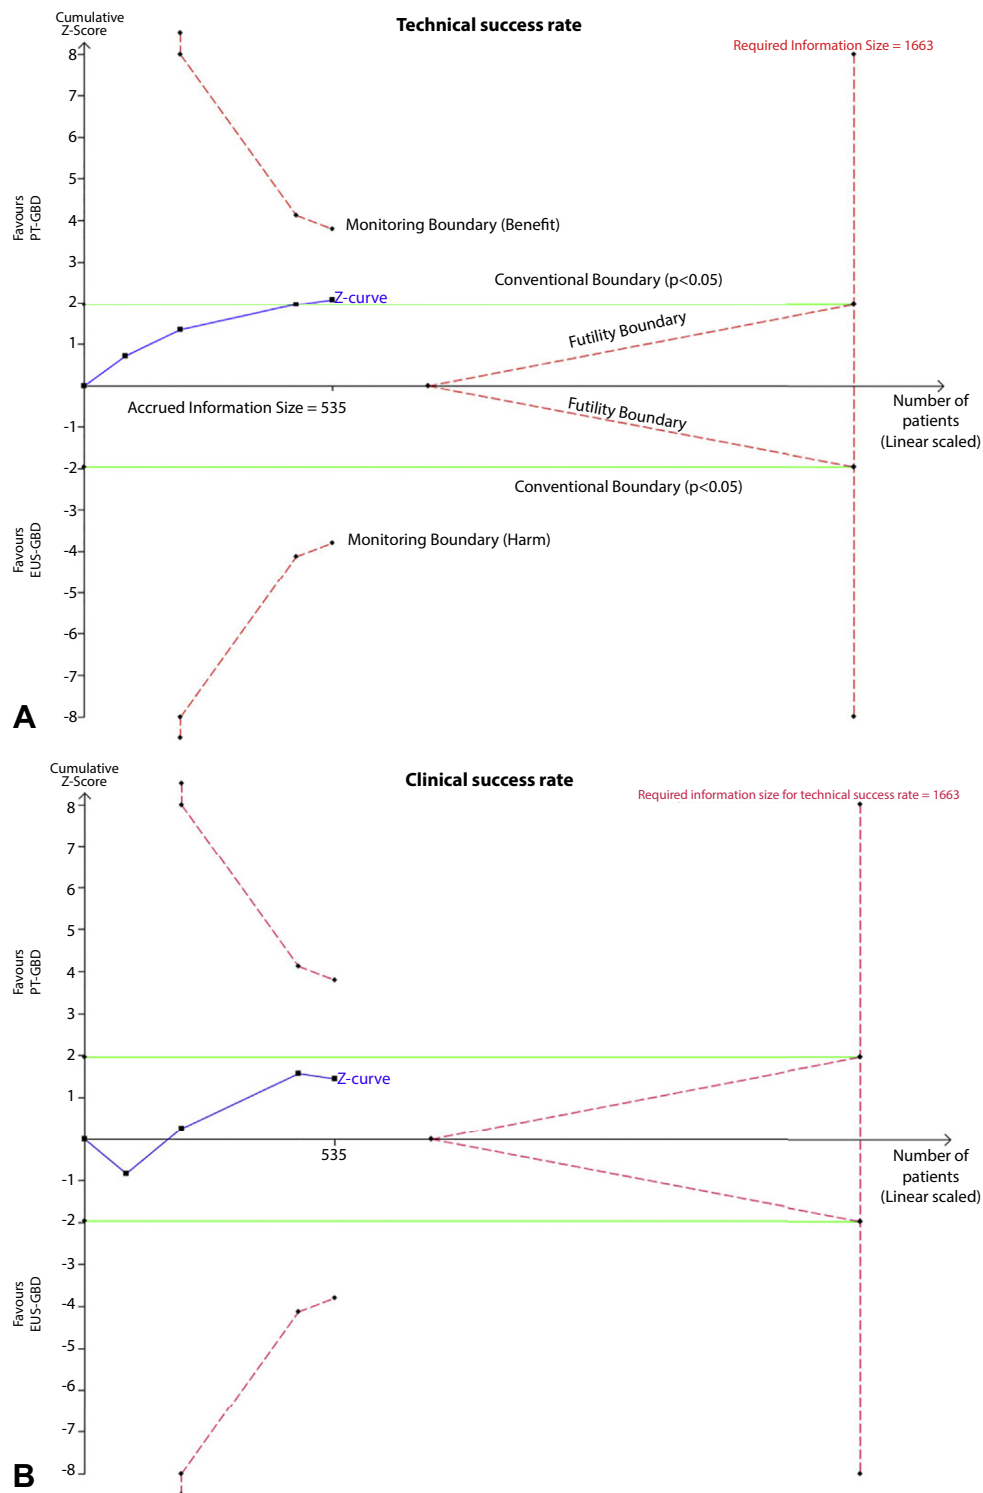 Technical success rate
Cumulative
Z-Score
Required Information Size = 1663
8
7
6
5
4
3
2
1
-1
-2
-3
-4
-5
-6
-7
-8
Favours
PT-GBD
Favours
EUS-GBD
Monitoring Boundary (Benefit)
Conventional Boundary (p<0.05)
Z-curve
Futility Boundary
Accrued Information Size = 535
Futility Boundary
Number of
patients
(Linear scaled)
Conventional Boundary (p<0.05)
Monitoring Boundary (Harm)
A
Clinical success rate
Cumulative
Z-Score
Required information size for technical success rate = 1663
8
7
6
5
4
3
2
1
-1
-2
-3
-4
-5
-6
-7
-8
Favours
PT-GBD
Favours
EUS-GBD
Z-curve
535
Number of
patients
(Linear scaled)
B